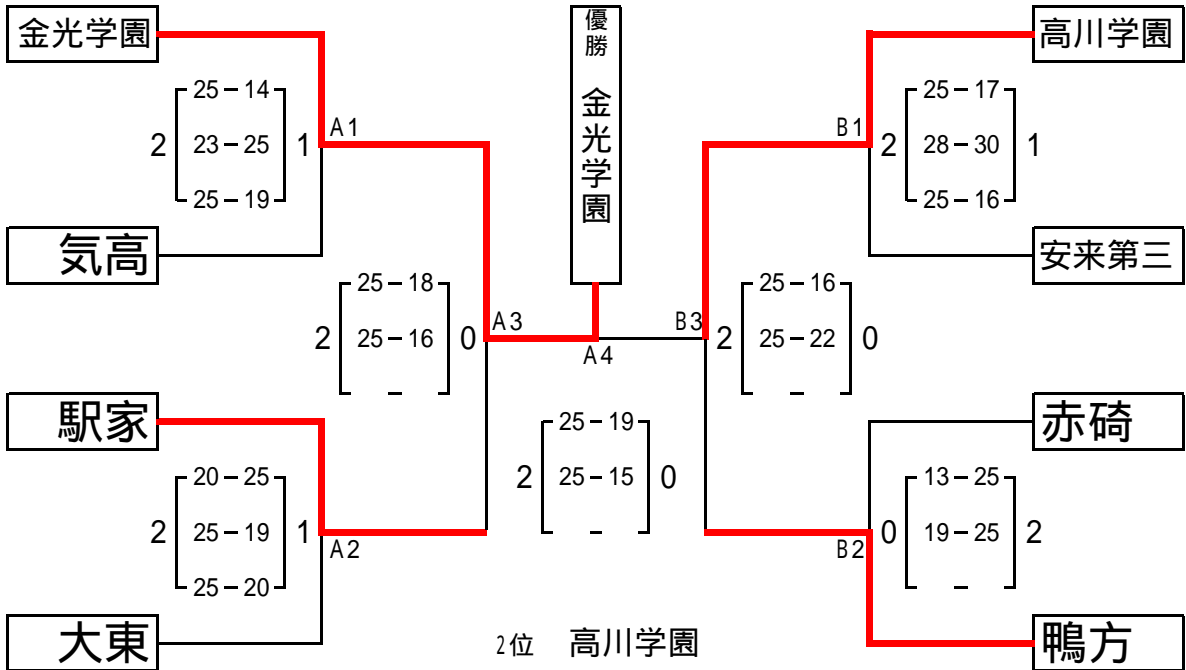 金光学園
25－14
2 23－25 1
25－19
気高
A1
駅家
20－25
2 25－19 1
25－20
大東
A2
25－18
2 25－16 0
－
A3
優勝 金光学園
A4
25－19
2 25－15 0
－
2位 高川学園
高川学園
B1
25－17
2 28－30 1
25－16
安来第三
B3
25－16
2 25－22 0
－
赤碕
13－25
0 19－25 2
－
B2
鴨方